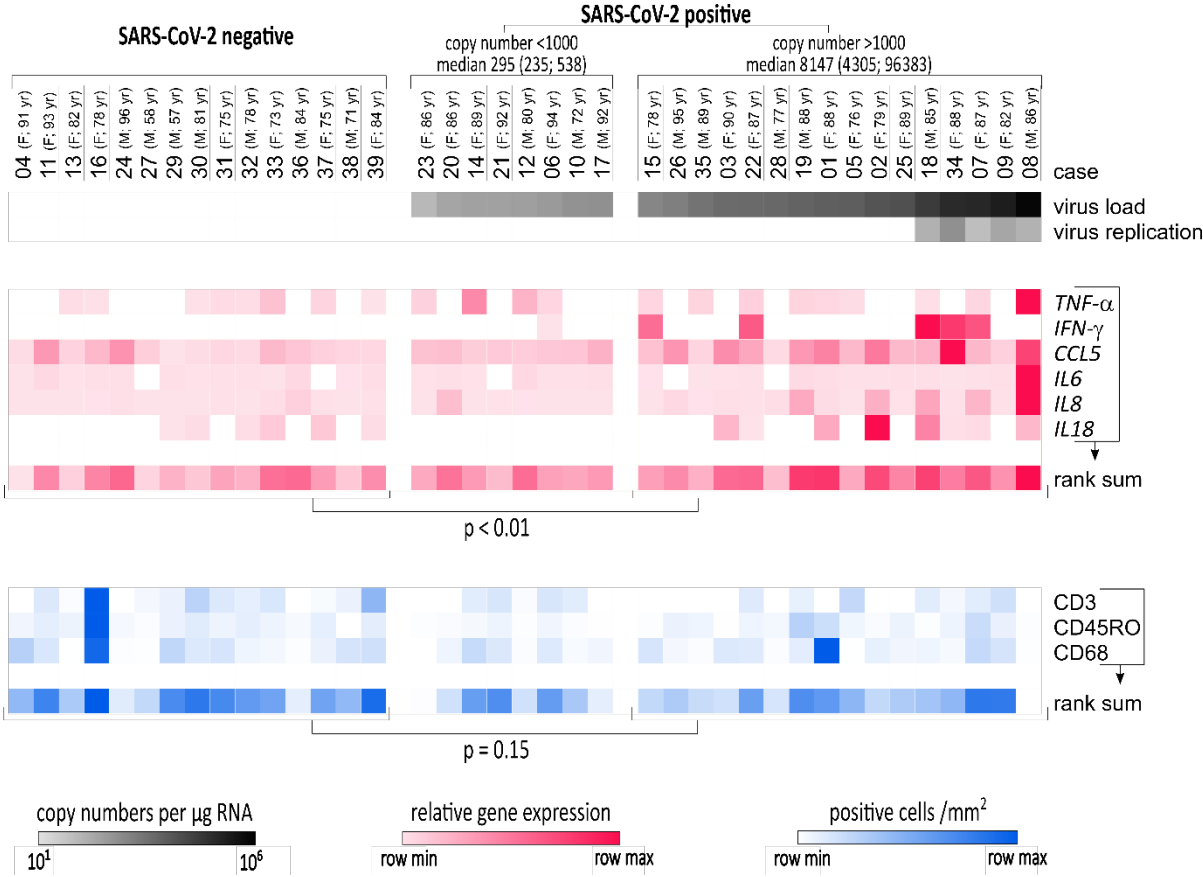 SARS-CoV-2 positive
SARS-CoV-2 negative
copy number <1000
median 295 (235; 538)
copy number >1000
median 8147 (4305; 96383)
04 (F; 91 yr)
11 (F; 93 yr)
13 (F; 82 yr)
16 (F; 78 yr)
24 (M; 96 yr)
27 (M; 58 yr)
29 (M; 57 yr)
30 (M; 81 yr)
31 (F; 75 yr)
32 (M; 78 yr)
33 (F; 73 yr)
36 (M; 84 yr)
37 (F; 75 yr)
38 (M; 71 yr)
39 (F; 84 yr)
23 (F; 86 yr)
20 (F; 86 yr)
14 (F; 89 yr)
21 (F; 92 yr)
12 (M; 80 yr)
06 (F; 94 yr)
10 (M; 72 yr)
17 (M; 92 yr)
15 (F; 78 yr)
26 (M; 95 yr)
35 (M; 89 yr)
03 (F; 90 yr)
22 (F; 87 yr)
28 (M; 77 yr)
19 (M; 88 yr)
01 (F; 88 yr)
05 (F; 76 yr)
02 (F; 79 yr)
25 (F; 89 yr)
18 (M; 85 yr)
34 (F; 88 yr)
07 (F; 87 yr)
09 (F; 82 yr)
08 (M; 86 yr)
case
virus load
virus replication
TNF-α
IFN-γ
CCL5
IL6
IL8
IL18
rank sum
p < 0.01
CD3
CD45RO
CD68
rank sum
p = 0.15
copy numbers per µg RNA
10¹ 10⁶
relative gene expression
row min row max
positive cells /mm²
row min row max